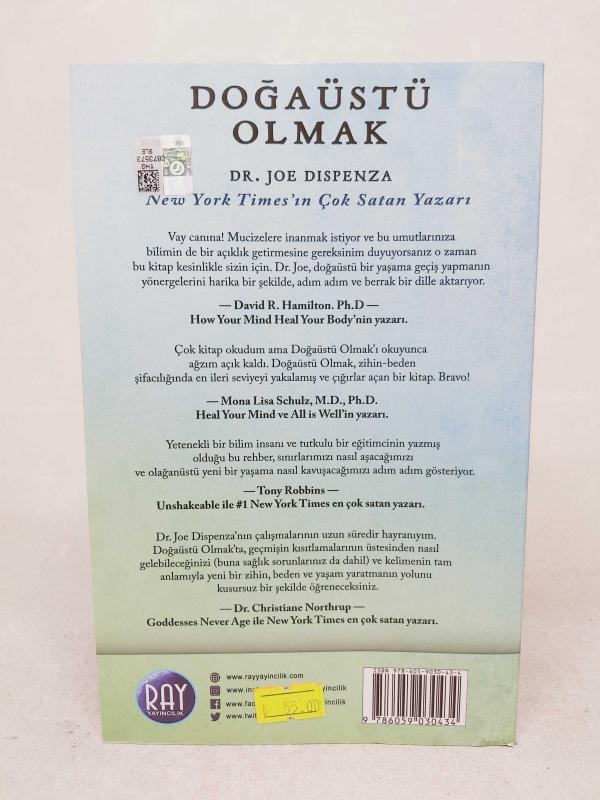 DOĞAÜSTÜ
OLMAK
DR. JOE DISPENZA
New York Times'ın Çok Satan Yazarı
Vay canına! Mucizelere inanmak istiyor ve bu umutlarınıza
bilimin de bir açıklık getirmesine gereksinim duyuyorsanız o zaman
bu kitap kesinlikle sizin için. Dr. Joe, doğaüstü bir yaşama geçiş yapmanın
yönergelerini harika bir şekilde, adım adım ve berrak bir dille aktarıyor.
— David R. Hamilton. Ph.D —
How Your Mind Heal Your Body'nin yazarı.
Çok kitap okudum ama Doğaüstü Olmak'ı okuyunca
ağzım açık kaldı. Doğaüstü Olmak, zihin-beden
şifacılığında en ileri seviyeyi yakalamış ve çığırlar açan bir kitap. Bravo!
— Mona Lisa Schulz, M.D., Ph.D.
Heal Your Mind ve All is Well'in yazarı.
Yetenekli bir bilim insanı ve tutkulu bir eğitimcinin yazmış
olduğu bu rehber, sınırlarımızı nasıl aşacağımızı
ve olağanüstü yeni bir yaşama nasıl kavuşacağımızı adım adım gösteriyor.
— Tony Robbins —
Unshakeable ile #1 New York Times en çok satan yazarı.
Dr. Joe Dispenza'nın çalışmalarının uzun süredir hayranıyım.
Doğaüstü Olmak'ta, geçmişin kısıtlamalarının üstesinden nasıl
gelebileceğinizi (buna sağlık sorunlarınız da dahil) ve kelimenin tam
anlamıyla yeni bir zihin, beden ve yaşam yaratmanın yolunu
kusursuz bir şekilde öğreneceksiniz.
— Dr. Christiane Northrup —
Goddesses Never Age ile New York Times en çok satan yazarı.
RAY
YAYINCILIK
www.rayyayincilik.com
55.00
ISBN 978-605-9030-43-4
9 786059 030434